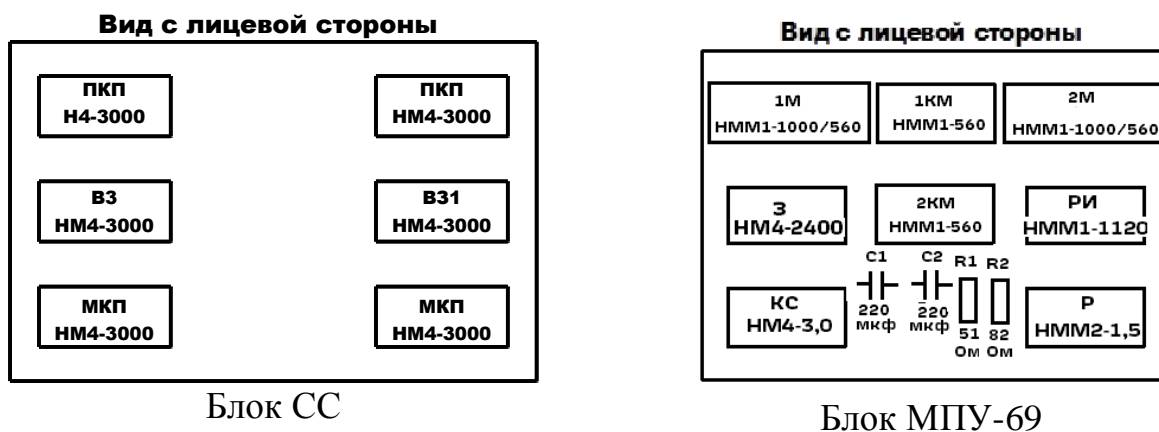 Вид с лицевой стороны
ПКП
Н4-3000
ПКП
НМ4-3000
ВЗ
НМ4-3000
ВЗ1
НМ4-3000
МКП
НМ4-3000
МКП
НМ4-3000
Блок СС
Вид с лицевой стороны
1М
НММ1-1000/560
1КМ
НММ1-560
2М
НММ1-1000/560
З
НМ4-2400
2КМ
НММ1-560
РИ
НММ1-1120
С1
С2
R1
R2
КС
НМ4-3,0
220
мкф
220
мкф
51
Ом
82
Ом
Р
НММ2-1,5
Блок МПУ-69